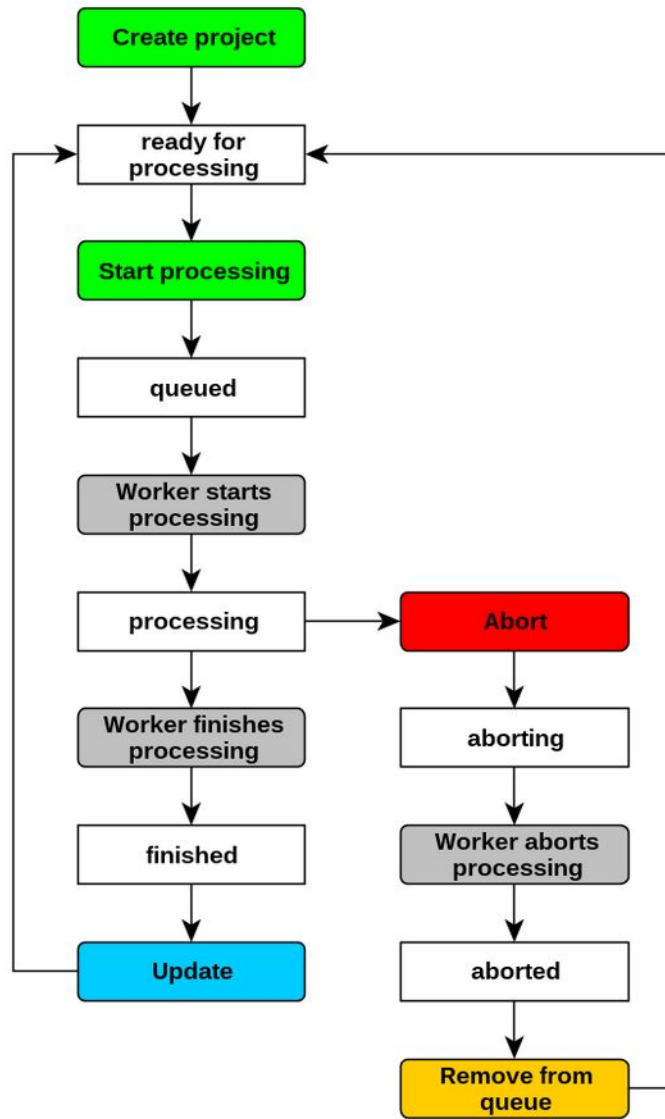 Create project
ready for
processing
Start processing
queued
Worker starts
processing
processing
Abort
Worker finishes
processing
aborting
finished
Worker aborts
processing
Update
aborted
Remove from
queue